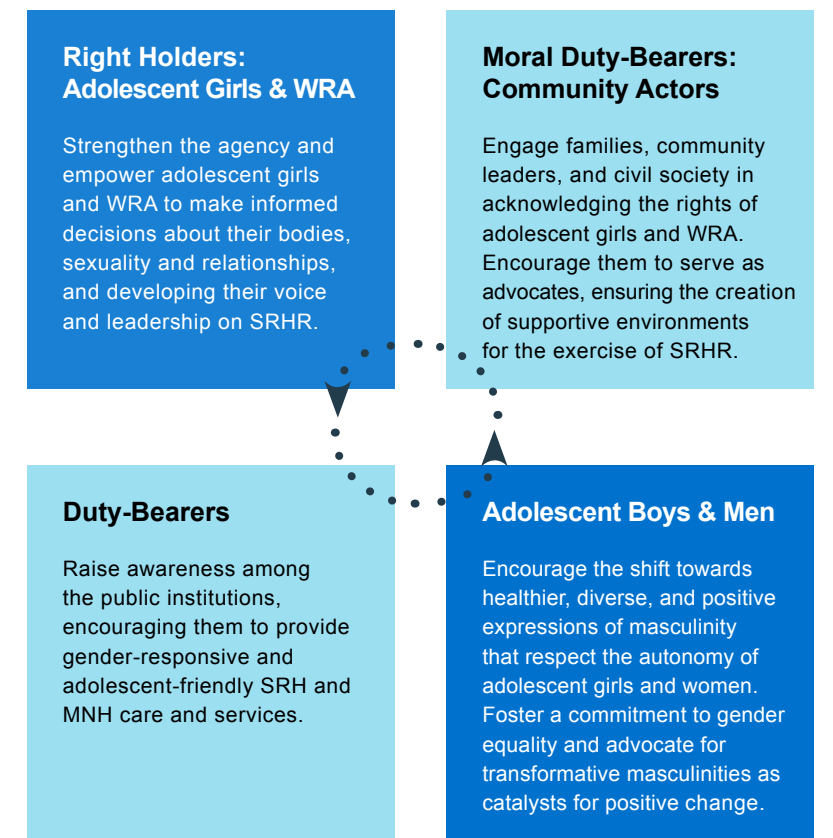 Right Holders:
Adolescent Girls & WRA
Strengthen the agency and
empower adolescent girls
and WRA to make informed
decisions about their bodies,
sexuality and relationships,
and developing their voice
and leadership on SRHR.
Moral Duty-Bearers:
Community Actors
Engage families, community
leaders, and civil society in
acknowledging the rights of
adolescent girls and WRA.
Encourage them to serve as
advocates, ensuring the creation
of supportive environments
for the exercise of SRHR.
Duty-Bearers
Raise awareness among
the public institutions,
encouraging them to provide
gender-responsive and
adolescent-friendly SRH and
MNH care and services.
Adolescent Boys & Men
Encourage the shift towards
healthier, diverse, and positive
expressions of masculinity
that respect the autonomy of
adolescent girls and women.
Foster a commitment to gender
equality and advocate for
transformative masculinities as
catalysts for positive change.